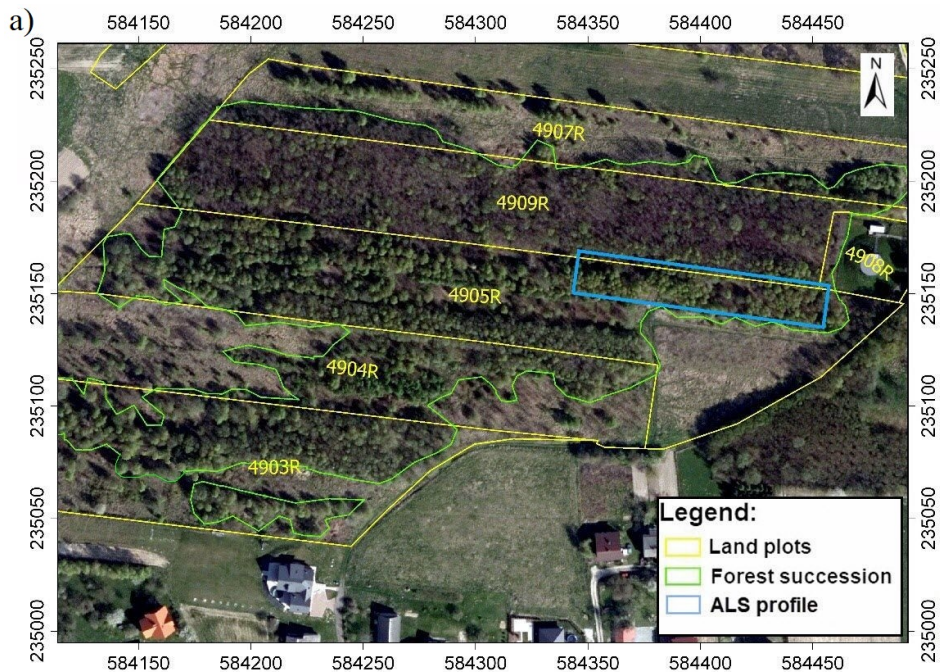 a)
584150 584200 584250 584300 584350 584400 584450
235250 235250
N
4907R
235200 235200
4909R
4908R
235150 235150
4905R
4904R
235100 235100
4903R
235050 235050
Legend:
Land plots
Forest succession
ALS profile
235000 235000
584150 584200 584250 584300 584350 584400 584450